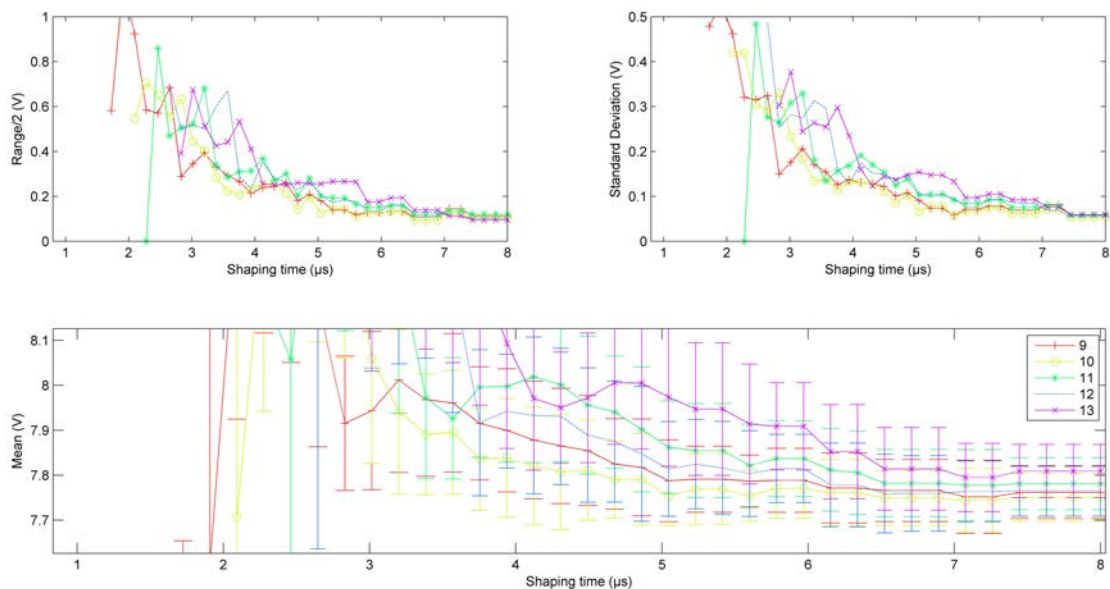 1
0.8
0.6
0.4
0.2
0
Range/2 (V)
1 2 3 4 5 6 7 8
Shaping time (µs)
0.5
0.4
0.3
0.2
0.1
0
Standard Deviation (V)
1 2 3 4 5 6 7 8
Shaping time (µs)
8.1
8
7.9
7.8
7.7
Mean (V)
1 2 3 4 5 6 7 8
Shaping time (µs)
9
10
11
12
13